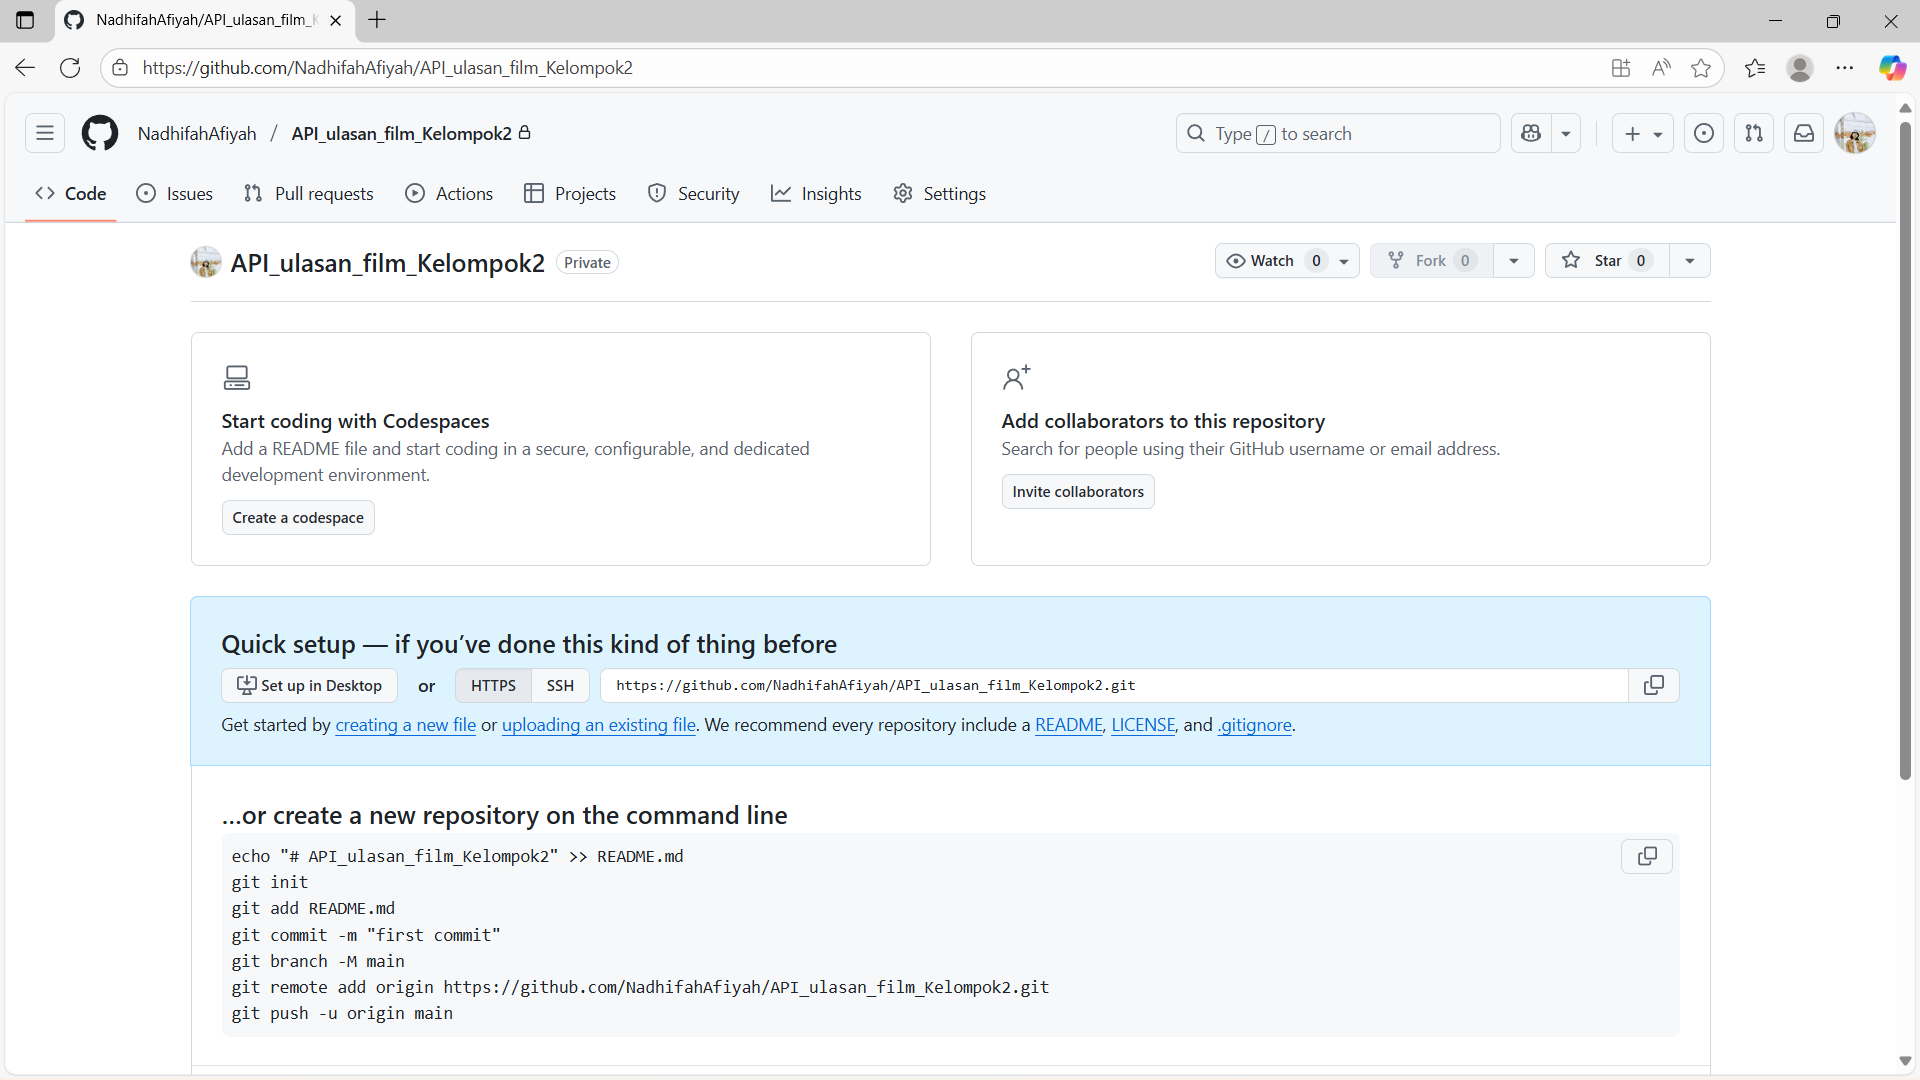 NadhifahAfiyah/API_ulasan_film_K
https://github.com/NadhifahAfiyah/API_ulasan_film_Kelompok2
NadhifahAfiyah / API_ulasan_film_Kelompok2
Type / to search
Code Issues Pull requests Actions Projects Security Insights Settings
API_ulasan_film_Kelompok2 Private
Watch 0 Fork 0 Star 0
Start coding with Codespaces
Add a README file and start coding in a secure, configurable, and dedicated
development environment.
Create a codespace
Add collaborators to this repository
Search for people using their GitHub username or email address.
Invite collaborators
Quick setup — if you’ve done this kind of thing before
Set up in Desktop or HTTPS SSH https://github.com/NadhifahAfiyah/API_ulasan_film_Kelompok2.git
Get started by creating a new file or uploading an existing file. We recommend every repository include a README, LICENSE, and .gitignore.
…or create a new repository on the command line
echo "# API_ulasan_film_Kelompok2" >> README.md
git init
git add README.md
git commit -m "first commit"
git branch -M main
git remote add origin https://github.com/NadhifahAfiyah/API_ulasan_film_Kelompok2.git
git push -u origin main